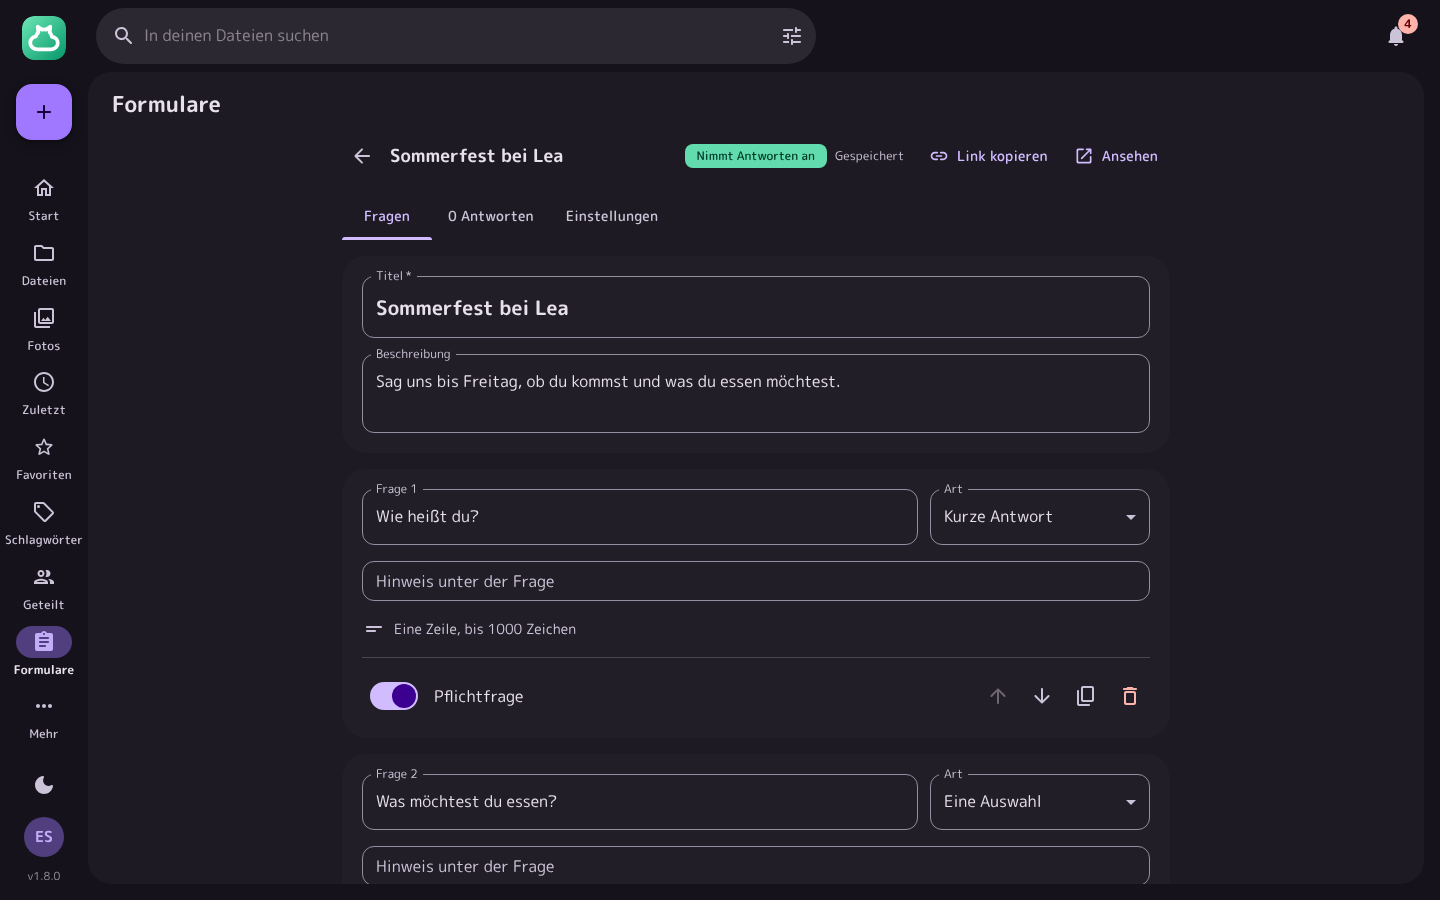 In deinen Dateien suchen
4
Formulare
Sommerfest bei Lea
Nimmt Antworten an
Gespeichert
Link kopieren
Ansehen
Fragen
0 Antworten
Einstellungen
Titel *
Sommerfest bei Lea
Beschreibung
Sag uns bis Freitag, ob du kommst und was du essen möchtest.
Frage 1
Wie heißt du?
Art
Kurze Antwort
Hinweis unter der Frage
Eine Zeile, bis 1000 Zeichen
Pflichtfrage
Frage 2
Was möchtest du essen?
Art
Eine Auswahl
Hinweis unter der Frage
Start
Dateien
Fotos
Zuletzt
Favoriten
Schlagwörter
Geteilt
Formulare
Mehr
ES
v1.8.0